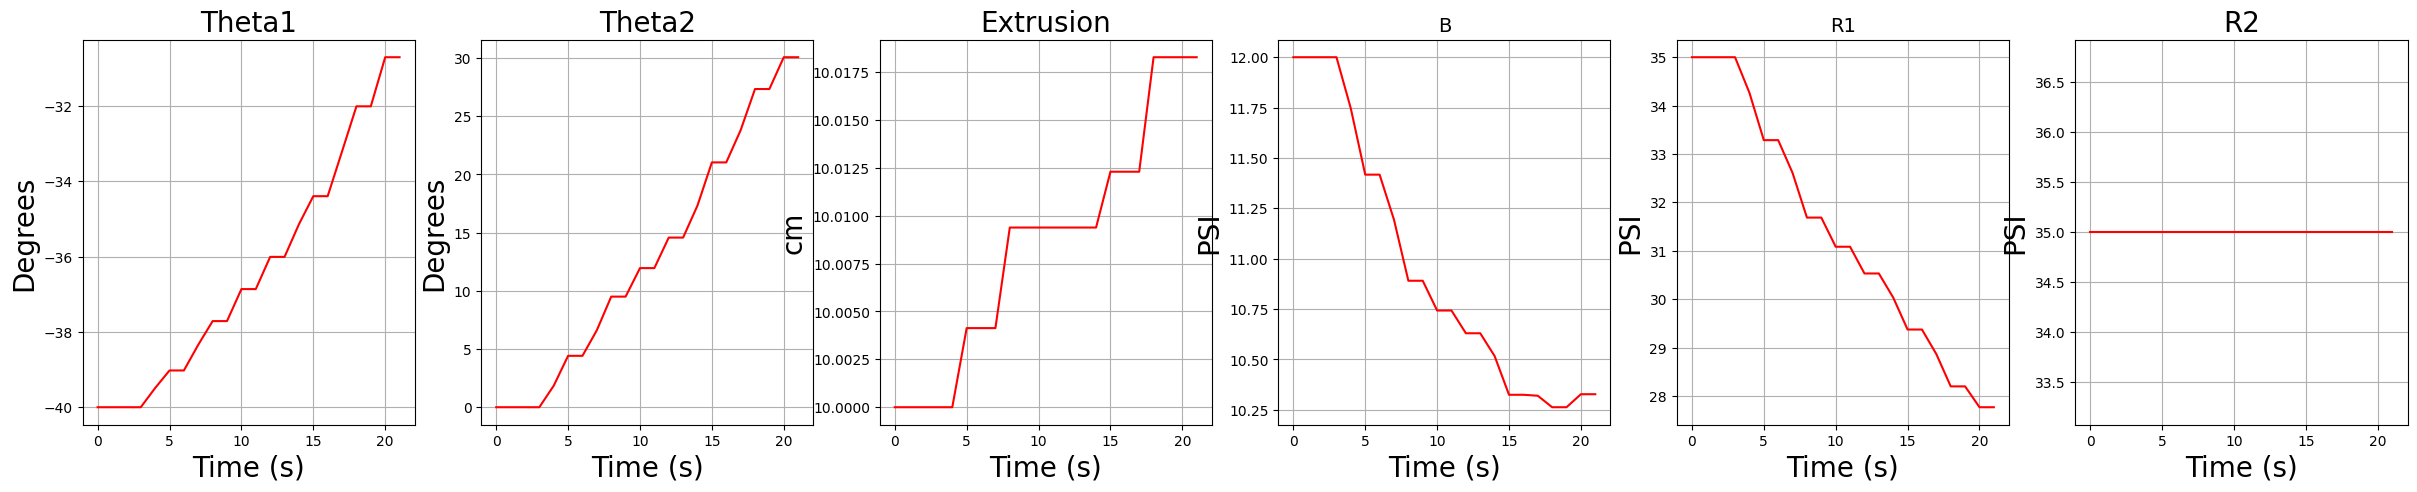 Theta1
Degrees
−32
−34
−36
−38
−40
0 5 10 15 20
Time (s)
Theta2
Degrees
30
25
20
15
10
5
0
0 5 10 15 20
Time (s)
Extrusion
cm
10.0175
10.0150
10.0125
10.0100
10.0075
10.0050
10.0025
10.0000
0 5 10 15 20
Time (s)
B
PSI
12.00
11.75
11.50
11.25
11.00
10.75
10.50
10.25
0 5 10 15 20
Time (s)
R1
PSI
35
34
33
32
31
30
29
28
0 5 10 15 20
Time (s)
R2
PSI
36.5
36.0
35.5
35.0
34.5
34.0
33.5
0 5 10 15 20
Time (s)